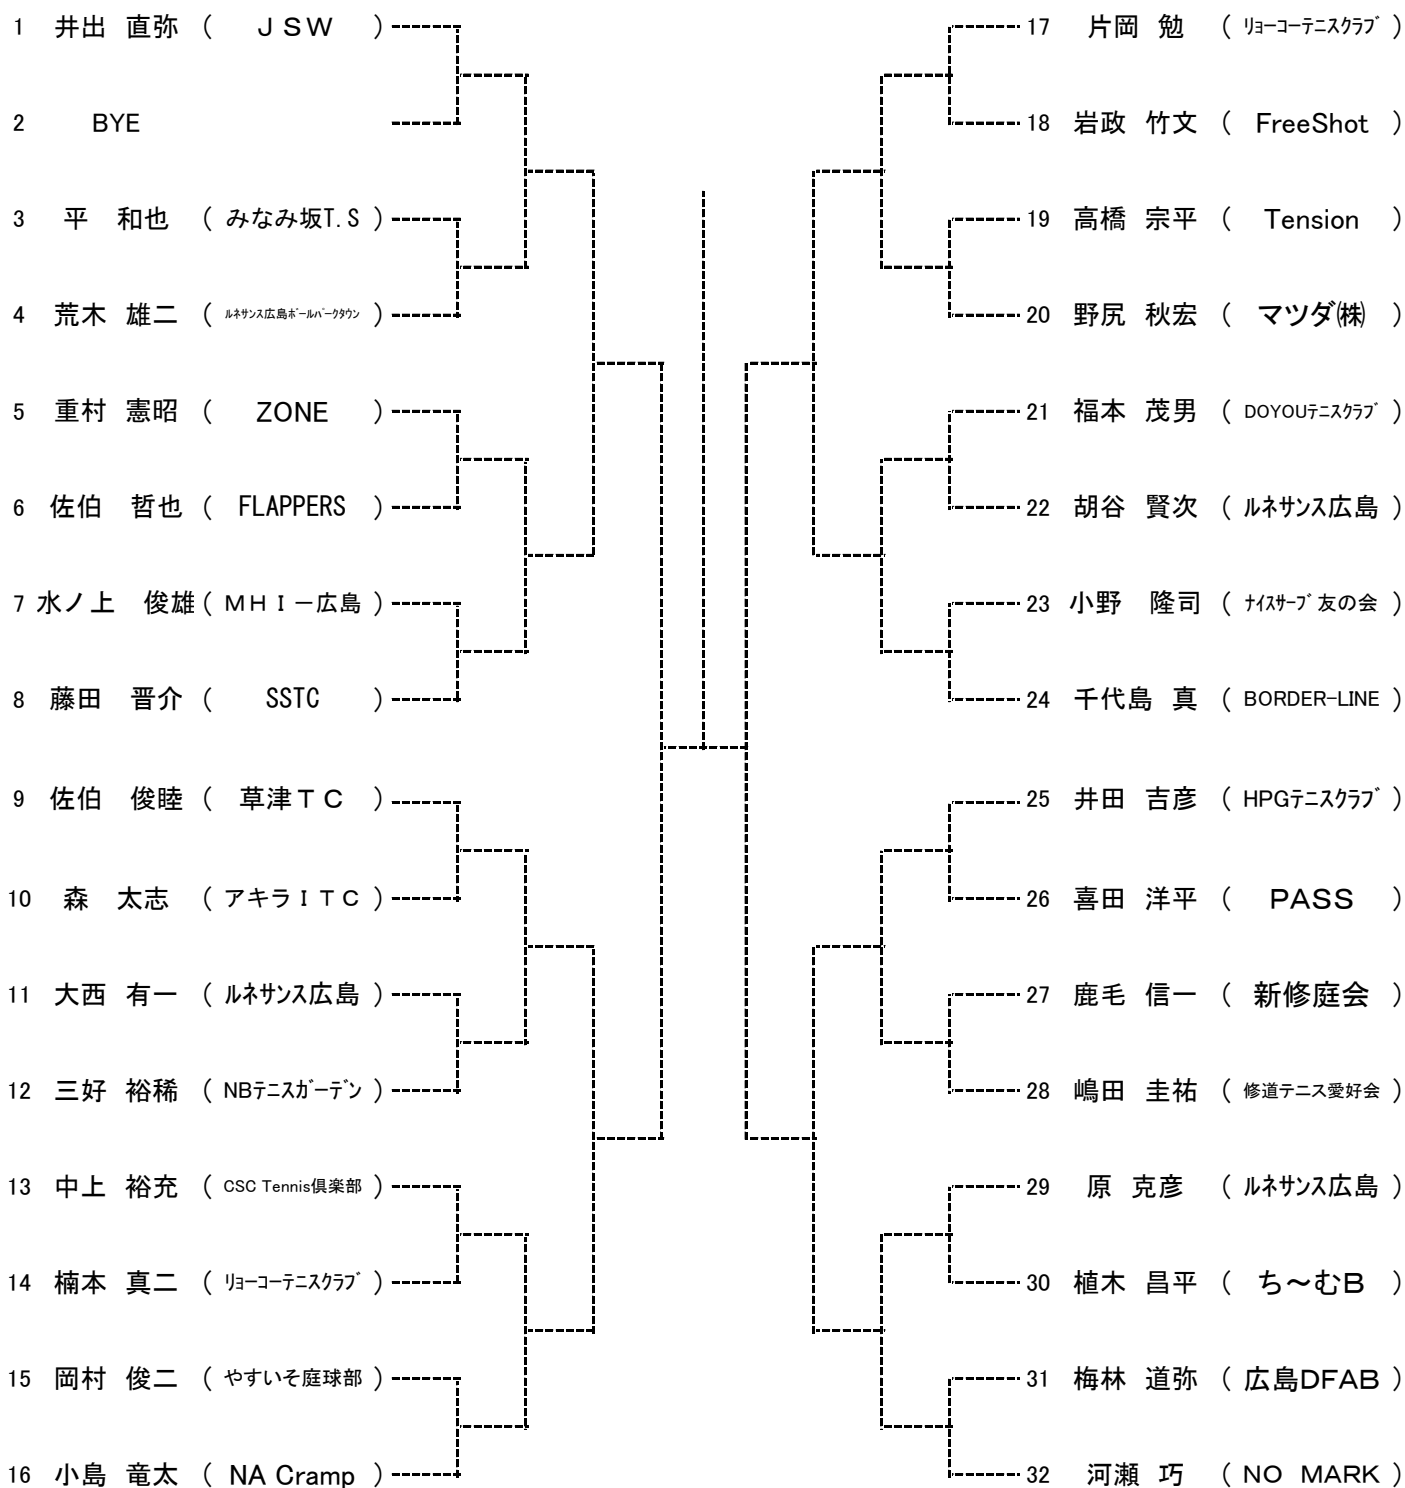 1 井出 直弥 ( ＪＳＷ )
2 BYE
3 平 和也 ( みなみ坂T.S )
4 荒木 雄二 ( ﾙﾈｻﾝｽ広島ﾎﾞｰﾙﾊﾟｰｸﾀｳﾝ )
5 重村 憲昭 ( ZONE )
6 佐伯 哲也 ( FLAPPERS )
7 水ノ上 俊雄 ( ＭＨＩ－広島 )
8 藤田 晋介 ( SSTC )
9 佐伯 俊睦 ( 草津ＴＣ )
10 森 太志 ( アキラＩＴＣ )
11 大西 有一 ( ﾙﾈｻﾝｽ広島 )
12 三好 裕稀 ( NBﾃﾆｽｶﾞｰﾃﾞﾝ )
13 中上 裕充 ( CSC Tennis倶楽部 )
14 楠本 真二 ( ﾘｮｰｺｰﾃﾆｽｸﾗﾌﾞ )
15 岡村 俊二 ( やすいそ庭球部 )
16 小島 竜太 ( NA Cramp )
17 片岡 勉 ( ﾘｮｰｺｰﾃﾆｽｸﾗﾌﾞ )
18 岩政 竹文 ( FreeShot )
19 高橋 宗平 ( Tension )
20 野尻 秋宏 ( マツダ㈱ )
21 福本 茂男 ( DOYOUﾃﾆｽｸﾗﾌﾞ )
22 胡谷 賢次 ( ﾙﾈｻﾝｽ広島 )
23 小野 隆司 ( ﾅｲｽｻｰﾌﾞ友の会 )
24 千代島 真 ( BORDER-LINE )
25 井田 吉彦 ( HPGﾃﾆｽｸﾗﾌﾞ )
26 喜田 洋平 ( PASS )
27 鹿毛 信一 ( 新修庭会 )
28 嶋田 圭祐 ( 修道テニス愛好会 )
29 原 克彦 ( ﾙﾈｻﾝｽ広島 )
30 植木 昌平 ( ち～むB )
31 梅林 道弥 ( 広島DFAB )
32 河瀬 巧 ( NO MARK )